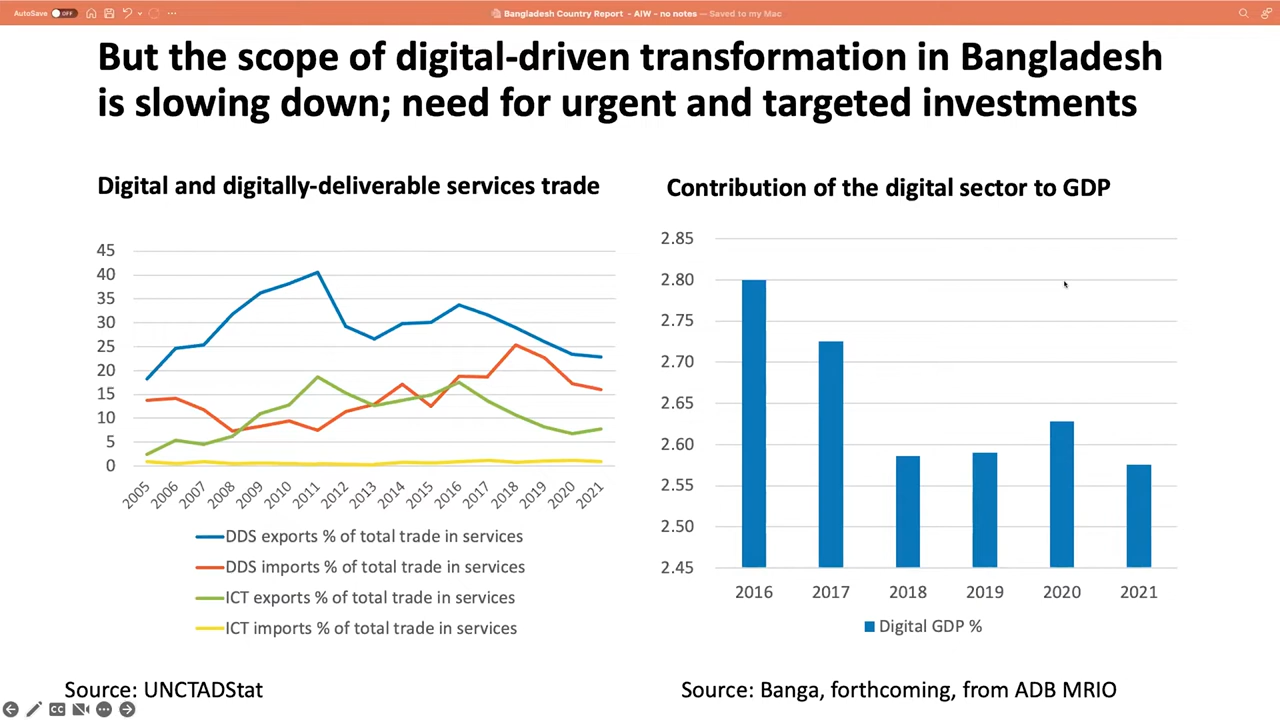 AutoSave OFF
Bangladesh Country Report - AIW - no notes — Saved to my Mac
But the scope of digital-driven transformation in Bangladesh
is slowing down; need for urgent and targeted investments
Digital and digitally-deliverable services trade
45
40
35
30
25
20
15
10
5
0
2005 2006 2007 2008 2009 2010 2011 2012 2013 2014 2015 2016 2017 2018 2019 2020 2021
DDS exports % of total trade in services
DDS imports % of total trade in services
ICT exports % of total trade in services
ICT imports % of total trade in services
Source: UNCTADStat
Contribution of the digital sector to GDP
2.85
2.80
2.75
2.70
2.65
2.60
2.55
2.50
2.45
2016 2017 2018 2019 2020 2021
Digital GDP %
Source: Banga, forthcoming, from ADB MRIO
CC